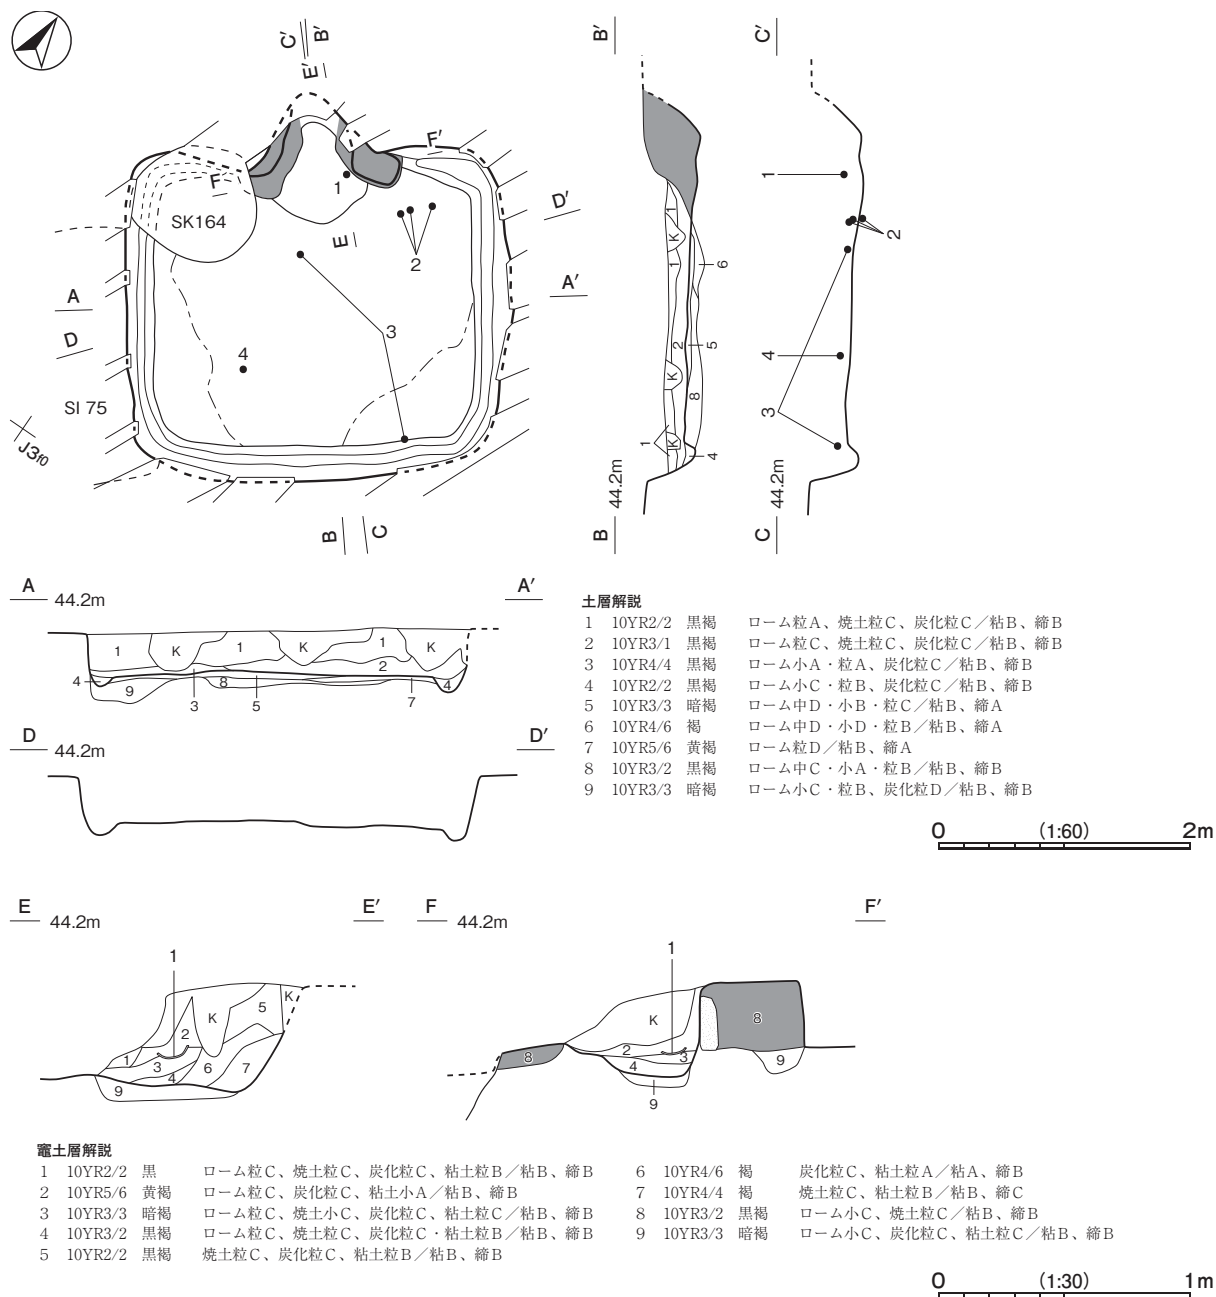 C′ B′
E′
F′
F
1
D′
SK164
E
2
A′
A
D
3
4
SI 75
J3f0
B C
B′
1
K
1
6
2
5
K
8
1
K
4
B 44.2m
C′
1
2
4
3
C 44.2m
A 44.2m A′
1 K 1 K 1 K
2
4 9 8 4
3 5 7
D 44.2m D′
土層解説
1 10YR2/2 黒褐 ローム粒A、焼土粒C、炭化粒C／粘B、締B
2 10YR3/1 黒褐 ローム粒C、焼土粒C、炭化粒C／粘B、締B
3 10YR4/4 黒褐 ローム小A・粒A、炭化粒C／粘B、締B
4 10YR2/2 黒褐 ローム小C・粒B、炭化粒C／粘B、締B
5 10YR3/3 暗褐 ローム中D・小B・粒C／粘B、締A
6 10YR4/6 褐 ローム中D・小D・粒B／粘B、締A
7 10YR5/6 黄褐 ローム粒D／粘B、締A
8 10YR3/2 黒褐 ローム中C・小A・粒B／粘B、締B
9 10YR3/3 暗褐 ローム小C・粒B、炭化粒D／粘B、締B
0 (1:60) 2m
E 44.2m E′
1
K
K 5
2
1 3
4 6 7
9
F 44.2m F′
1
K 8
2
8 3 9
4
9
竈土層解説
1 10YR2/2 黒 ローム粒C、焼土粒C、炭化粒C、粘土粒B／粘B、締B
2 10YR5/6 黄褐 ローム粒C、炭化粒C、粘土小A／粘B、締B
3 10YR3/3 暗褐 ローム粒C、焼土小C、炭化粒C、粘土粒C／粘B、締B
4 10YR3/2 黒褐 ローム粒C、焼土粒C、炭化粒C・粘土粒B／粘B、締B
5 10YR2/2 黒褐 焼土粒C、炭化粒C、粘土粒B／粘B、締B
6 10YR4/6 褐 炭化粒C、粘土粒A／粘A、締B
7 10YR4/4 褐 焼土粒C、粘土粒B／粘B、締C
8 10YR3/2 黒褐 ローム小C、焼土粒C／粘B、締B
9 10YR3/3 暗褐 ローム小C、炭化粒C、粘土粒C／粘B、締B
0 (1:30) 1m